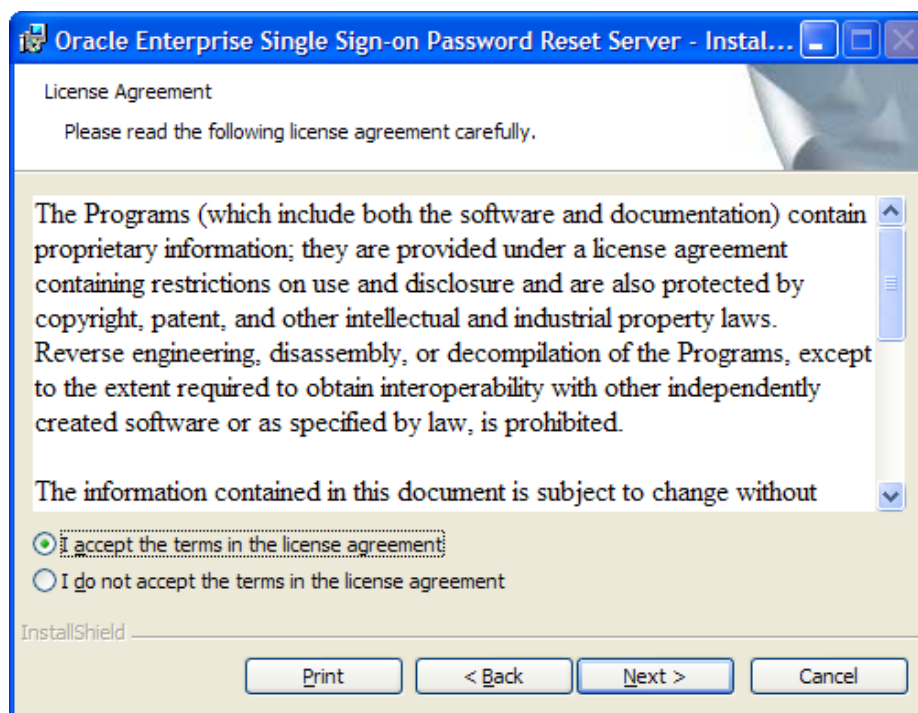 Oracle Enterprise Single Sign-on Password Reset Server - Instal...
License Agreement
Please read the following license agreement carefully.
The Programs (which include both the software and documentation) contain
proprietary information; they are provided under a license agreement
containing restrictions on use and disclosure and are also protected by
copyright, patent, and other intellectual and industrial property laws.
Reverse engineering, disassembly, or decompilation of the Programs, except
to the extent required to obtain interoperability with other independently
created software or as specified by law, is prohibited.
The information contained in this document is subject to change without
I accept the terms in the license agreement
I do not accept the terms in the license agreement
InstallShield
Print
< Back
Next >
Cancel